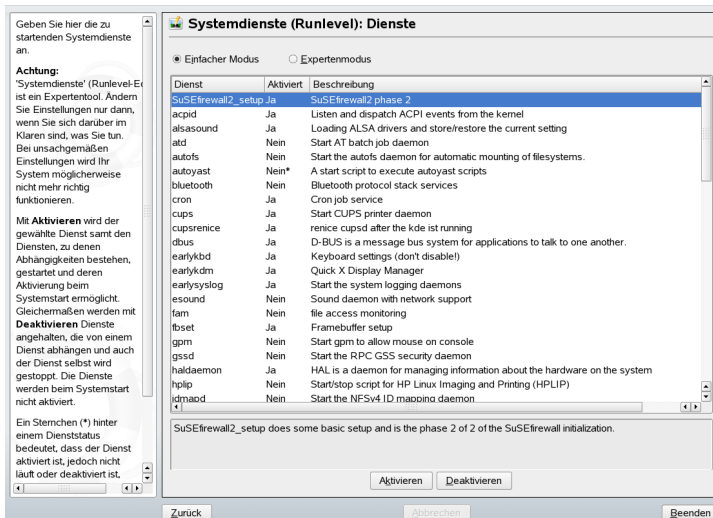 Geben Sie hier die zu
startenden Systemdienste
an.
Achtung:
'Systemdienste' (Runlevel-Ed
ist ein Expertentool. Ändern
Sie Einstellungen nur dann,
wenn Sie sich darüber im
Klaren sind, was Sie tun.
Bei unsachgemäßen
Einstellungen wird Ihr
System möglicherweise
nicht mehr richtig
funktionieren.
Mit Aktivieren wird der
gewählte Dienst samt den
Diensten, zu denen
Abhängigkeiten bestehen,
gestartet und deren
Aktivierung beim
Systemstart ermöglicht.
Gleichermaßen werden mit
Deaktivieren Dienste
angehalten, die von einem
Dienst abhängen und auch
der Dienst selbst wird
gestoppt. Die Dienste
werden beim Systemstart
nicht aktiviert.
Ein Sternchen (*) hinter
einem Dienststatus
bedeutet, dass der Dienst
aktiviert ist, jedoch nicht
läuft oder deaktiviert ist,
Systemdienste (Runlevel): Dienste
Einfacher Modus Expertenmodus
Dienst Aktiviert Beschreibung
SuSEfirewall2_setup Ja SuSEfirewall2 phase 2
acpid Ja Listen and dispatch ACPI events from the kernel
alsasound Ja Loading ALSA drivers and store/restore the current setting
atd Nein Start AT batch job daemon
autofs Nein Start the autofs daemon for automatic mounting of filesystems.
autoyast Nein* A start script to execute autoyast scripts
bluetooth Nein Bluetooth protocol stack services
cron Ja Cron job service
cups Ja Start CUPS printer daemon
cupsrenice Ja renice cupsd after the kde ist running
dbus Ja D-BUS is a message bus system for applications to talk to one another.
earlykbd Ja Keyboard settings (don't disable!)
earlykdm Ja Quick X Display Manager
earlysyslog Ja Start the system logging daemons
esound Nein Sound daemon with network support
fam Nein file access monitoring
fbset Ja Framebuffer setup
gpm Nein Start gpm to allow mouse on console
gssd Nein Start the RPC GSS security daemon
haldaemon Ja HAL is a daemon for managing information about the hardware on the system
hplip Nein Start/stop script for HP Linux Imaging and Printing (HPLIP)
idmapd Nein Start the NFSv4 ID mapping daemon
SuSEfirewall2_setup does some basic setup and is the phase 2 of 2 of the SuSEfirewall initialization.
Aktivieren Deaktivieren
Zurück Abbrechen Beenden